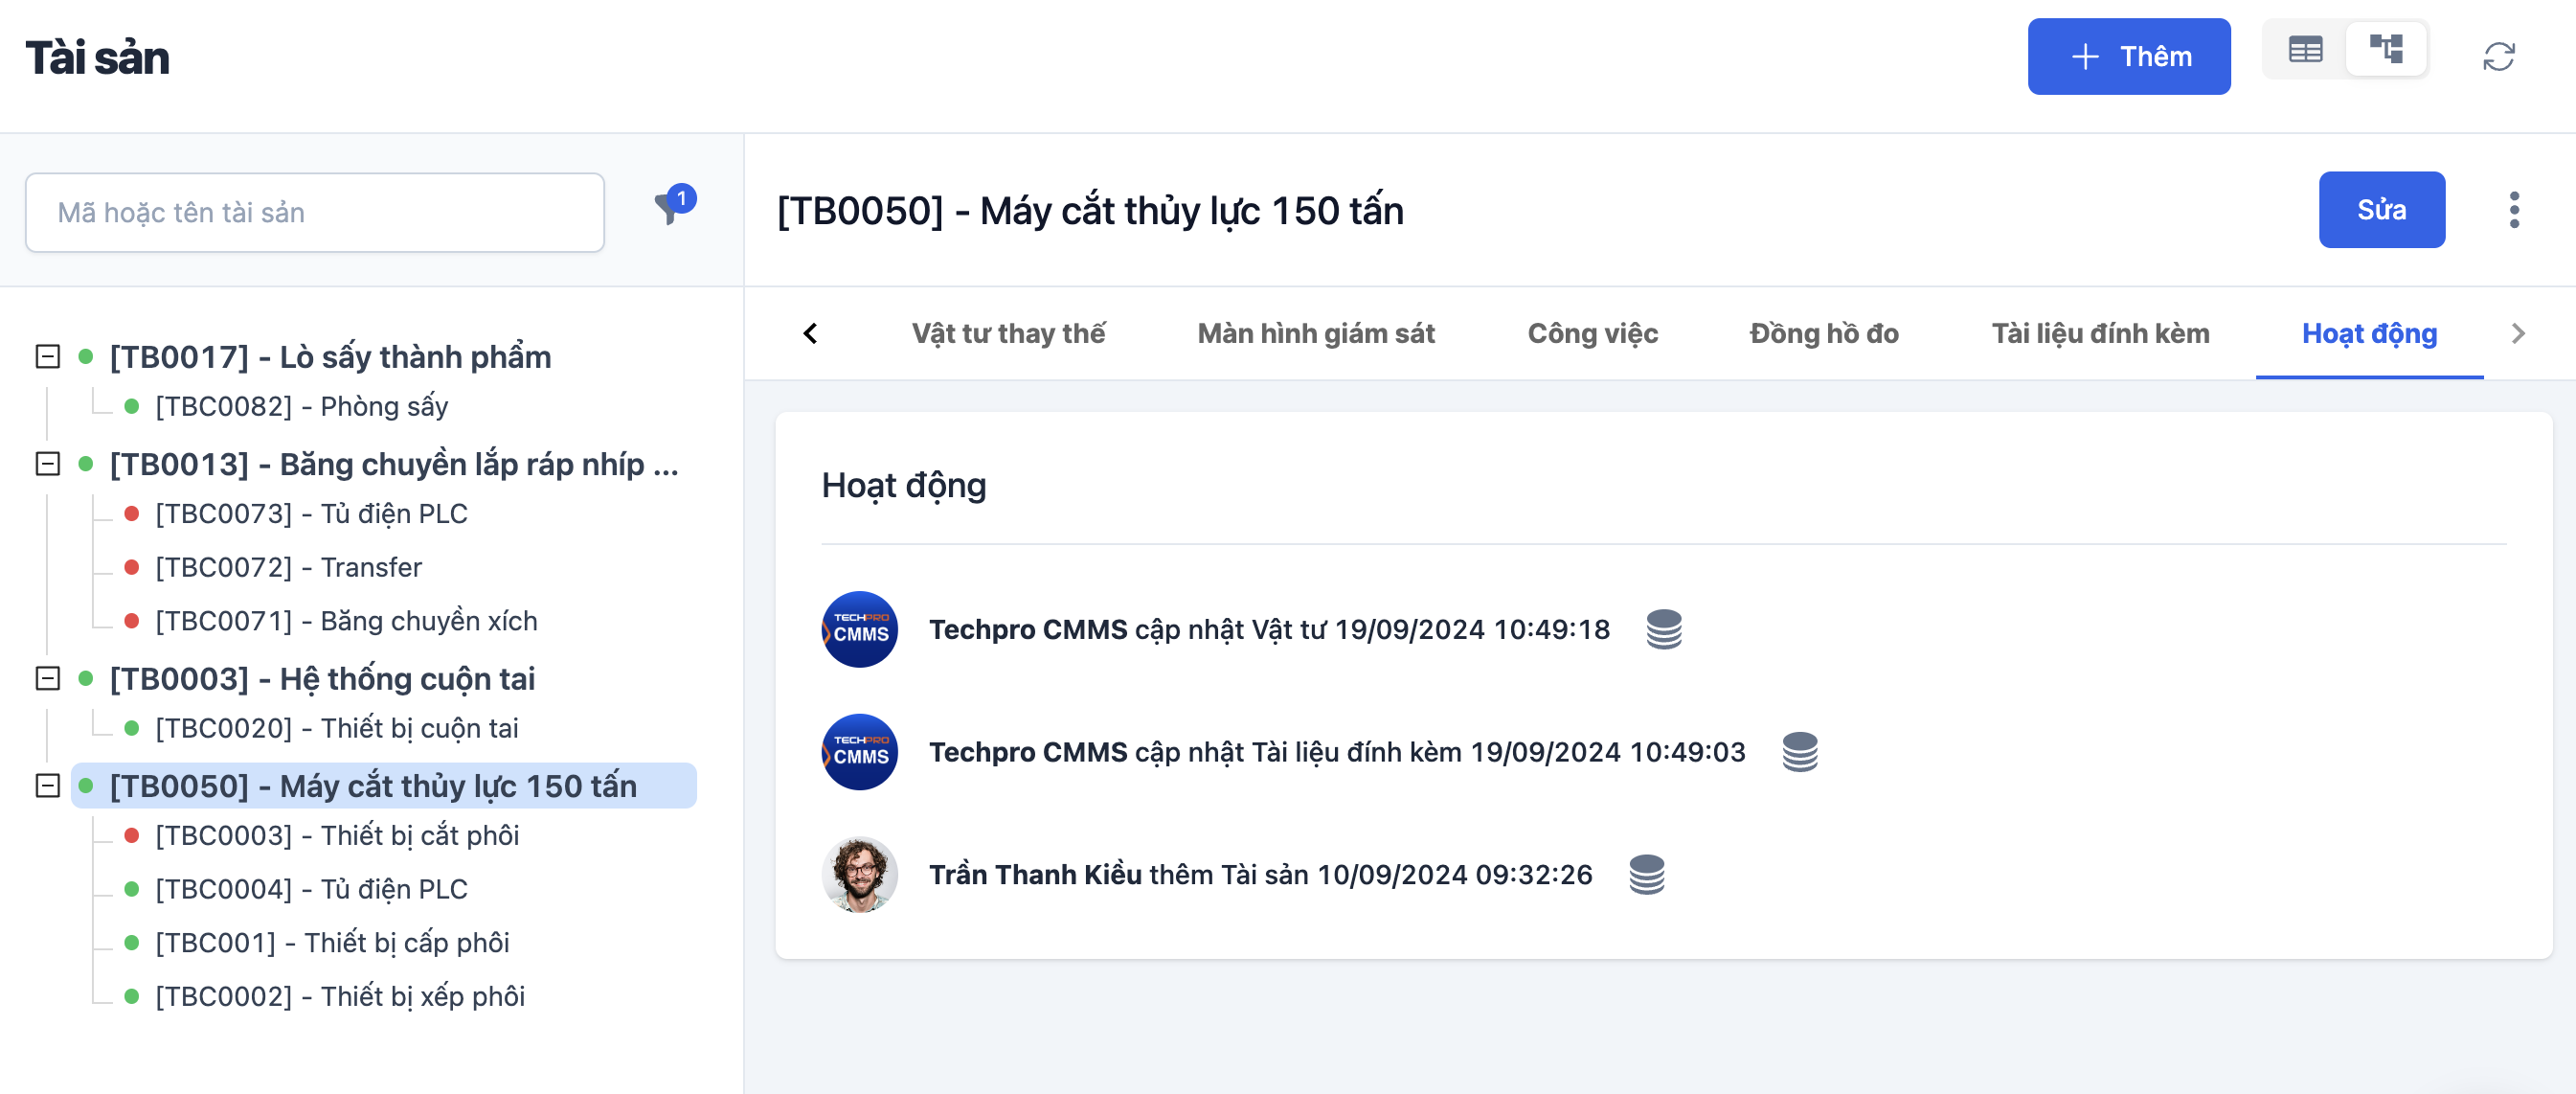 Tài sản
Thêm
Mã hoặc tên tài sản
1
[TB0050] - Máy cắt thủy lực 150 tấn
Sửa
Vật tư thay thế
Màn hình giám sát
Công việc
Đồng hồ đo
Tài liệu đính kèm
Hoạt động
[TB0017] - Lò sấy thành phẩm
[TBC0082] - Phòng sấy
[TB0013] - Băng chuyền lắp ráp nhíp ...
[TBC0073] - Tủ điện PLC
[TBC0072] - Transfer
[TBC0071] - Băng chuyền xích
[TB0003] - Hệ thống cuộn tai
[TBC0020] - Thiết bị cuộn tai
[TB0050] - Máy cắt thủy lực 150 tấn
[TBC0003] - Thiết bị cắt phôi
[TBC0004] - Tủ điện PLC
[TBC001] - Thiết bị cấp phôi
[TBC0002] - Thiết bị xếp phôi
Hoạt động
TECHPRO
CMMS
Techpro CMMS cập nhật Vật tư 19/09/2024 10:49:18
TECHPRO
CMMS
Techpro CMMS cập nhật Tài liệu đính kèm 19/09/2024 10:49:03
Trần Thanh Kiều thêm Tài sản 10/09/2024 09:32:26